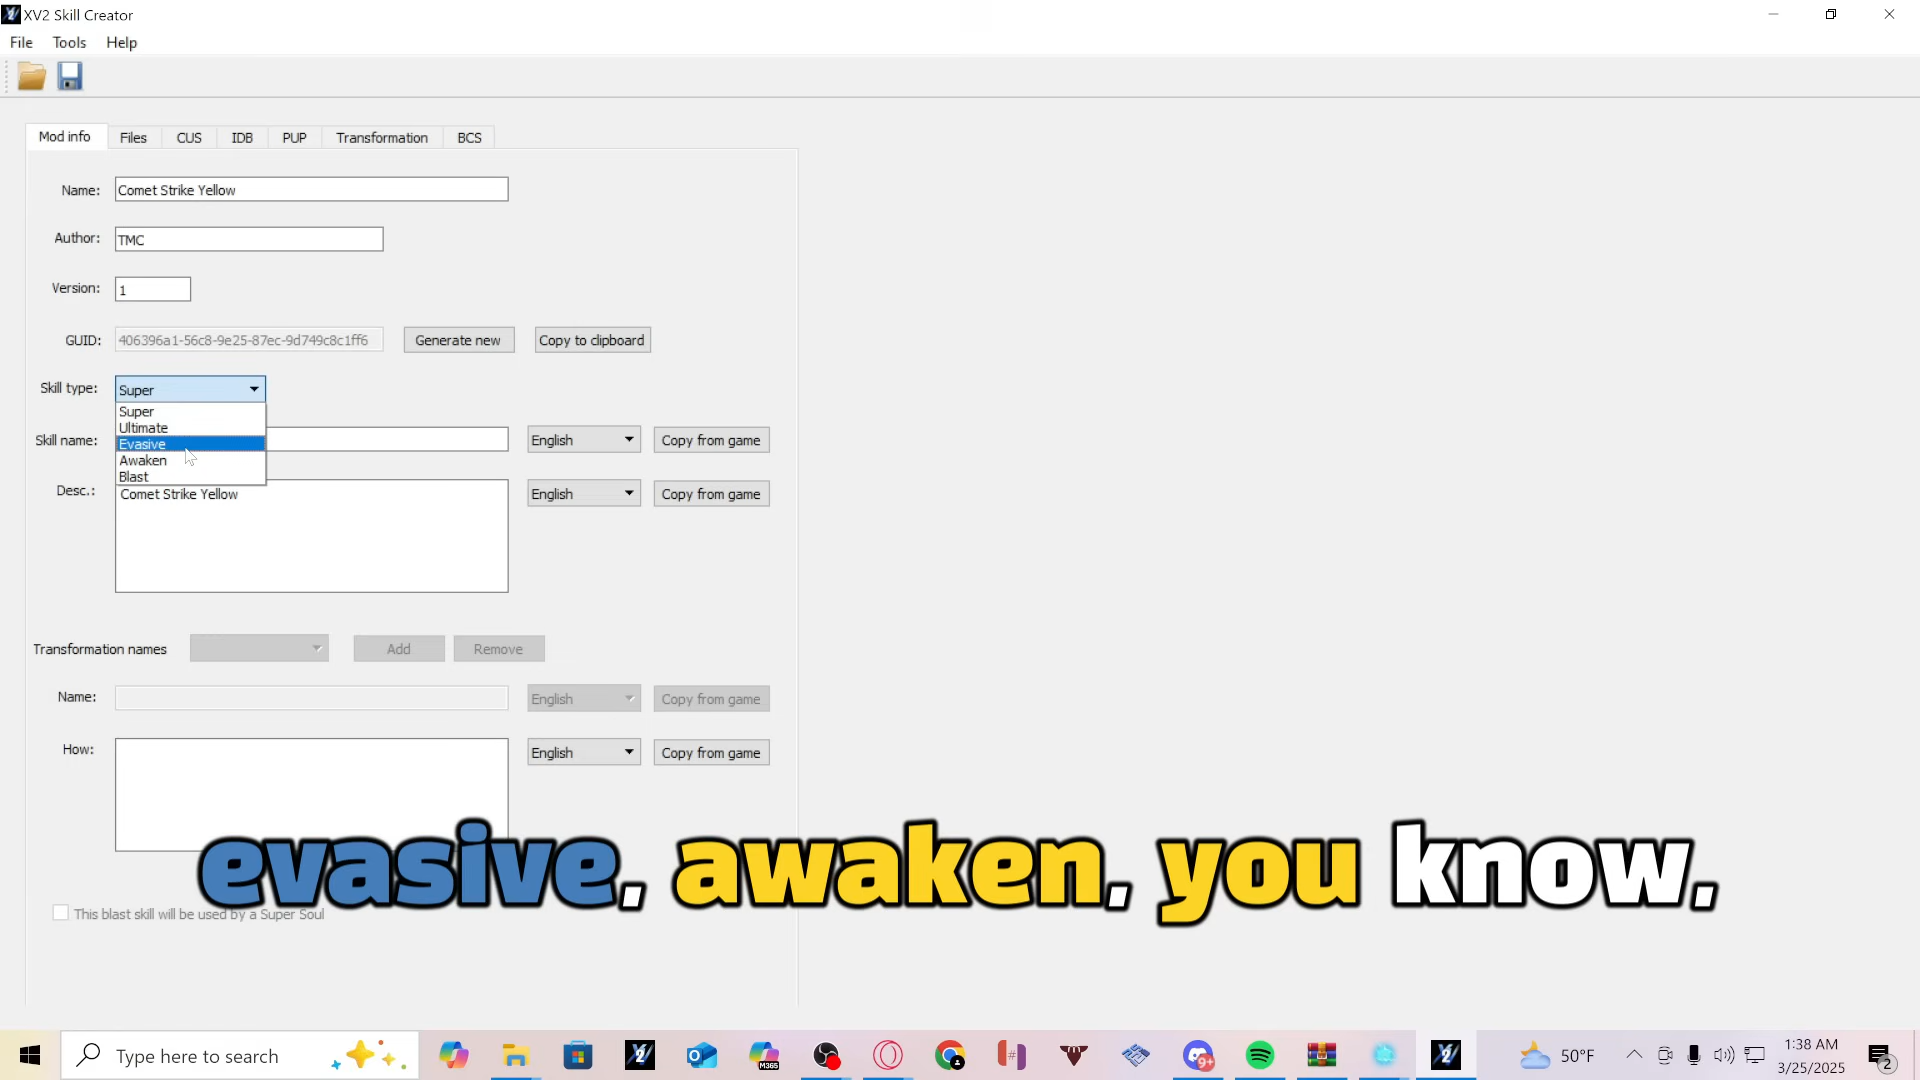 XV2 Skill Creator
File Tools Help
Mod info Files CUS IDB PUP Transformation BCS
Name: Comet Strike Yellow
Author: TMC
Version: 1
GUID: 406396a1-56c8-9e25-87ec-9d749c8c1ff6 Generate new Copy to clipboard
Skill type: Super
Super
Ultimate
Evasive
Awaken
Blast
Skill name: English Copy from game
Desc.: Comet Strike Yellow English Copy from game
Transformation names Add Remove
Name: English Copy from game
How: English Copy from game
evasive, awaken, you know,
This blast skill will be used by a Super Soul
Type here to search
M365
9+
50°F
1:38 AM
3/25/2025
2